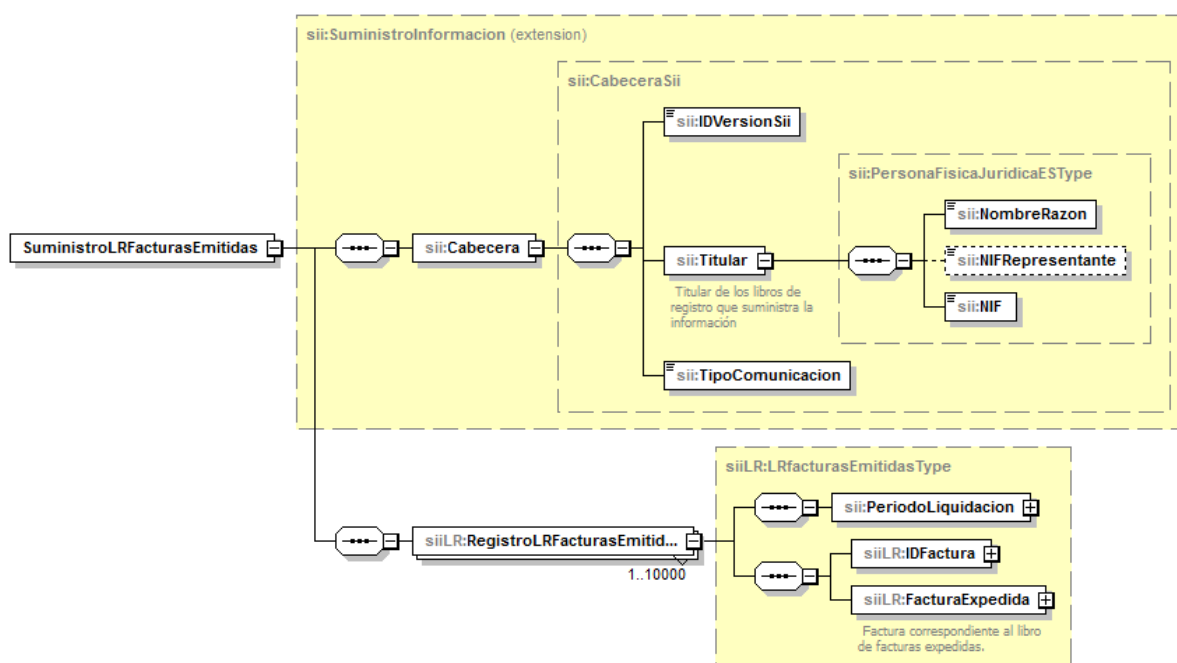 sii:SuministroInformacion (extension)
sii:CabeceraSii
sii:IDVersionSii
sii:PersonaFisicaJuridicaESType
sii:NombreRazon
SuministroLRFacturasEmitidas
sii:Cabecera
sii:Titular
sii:NIFRepresentante
Titular de los libros de
registro que suministra la
información
sii:NIF
sii:TipoComunicacion
siiLR:LRfacturasEmitidasType
sii:PeriodoLiquidacion
siiLR:RegistroLRFacturasEmitid...
1..10000
siiLR:IDFactura
siiLR:FacturaExpedida
Factura correspondiente al libro
de facturas expedidas.